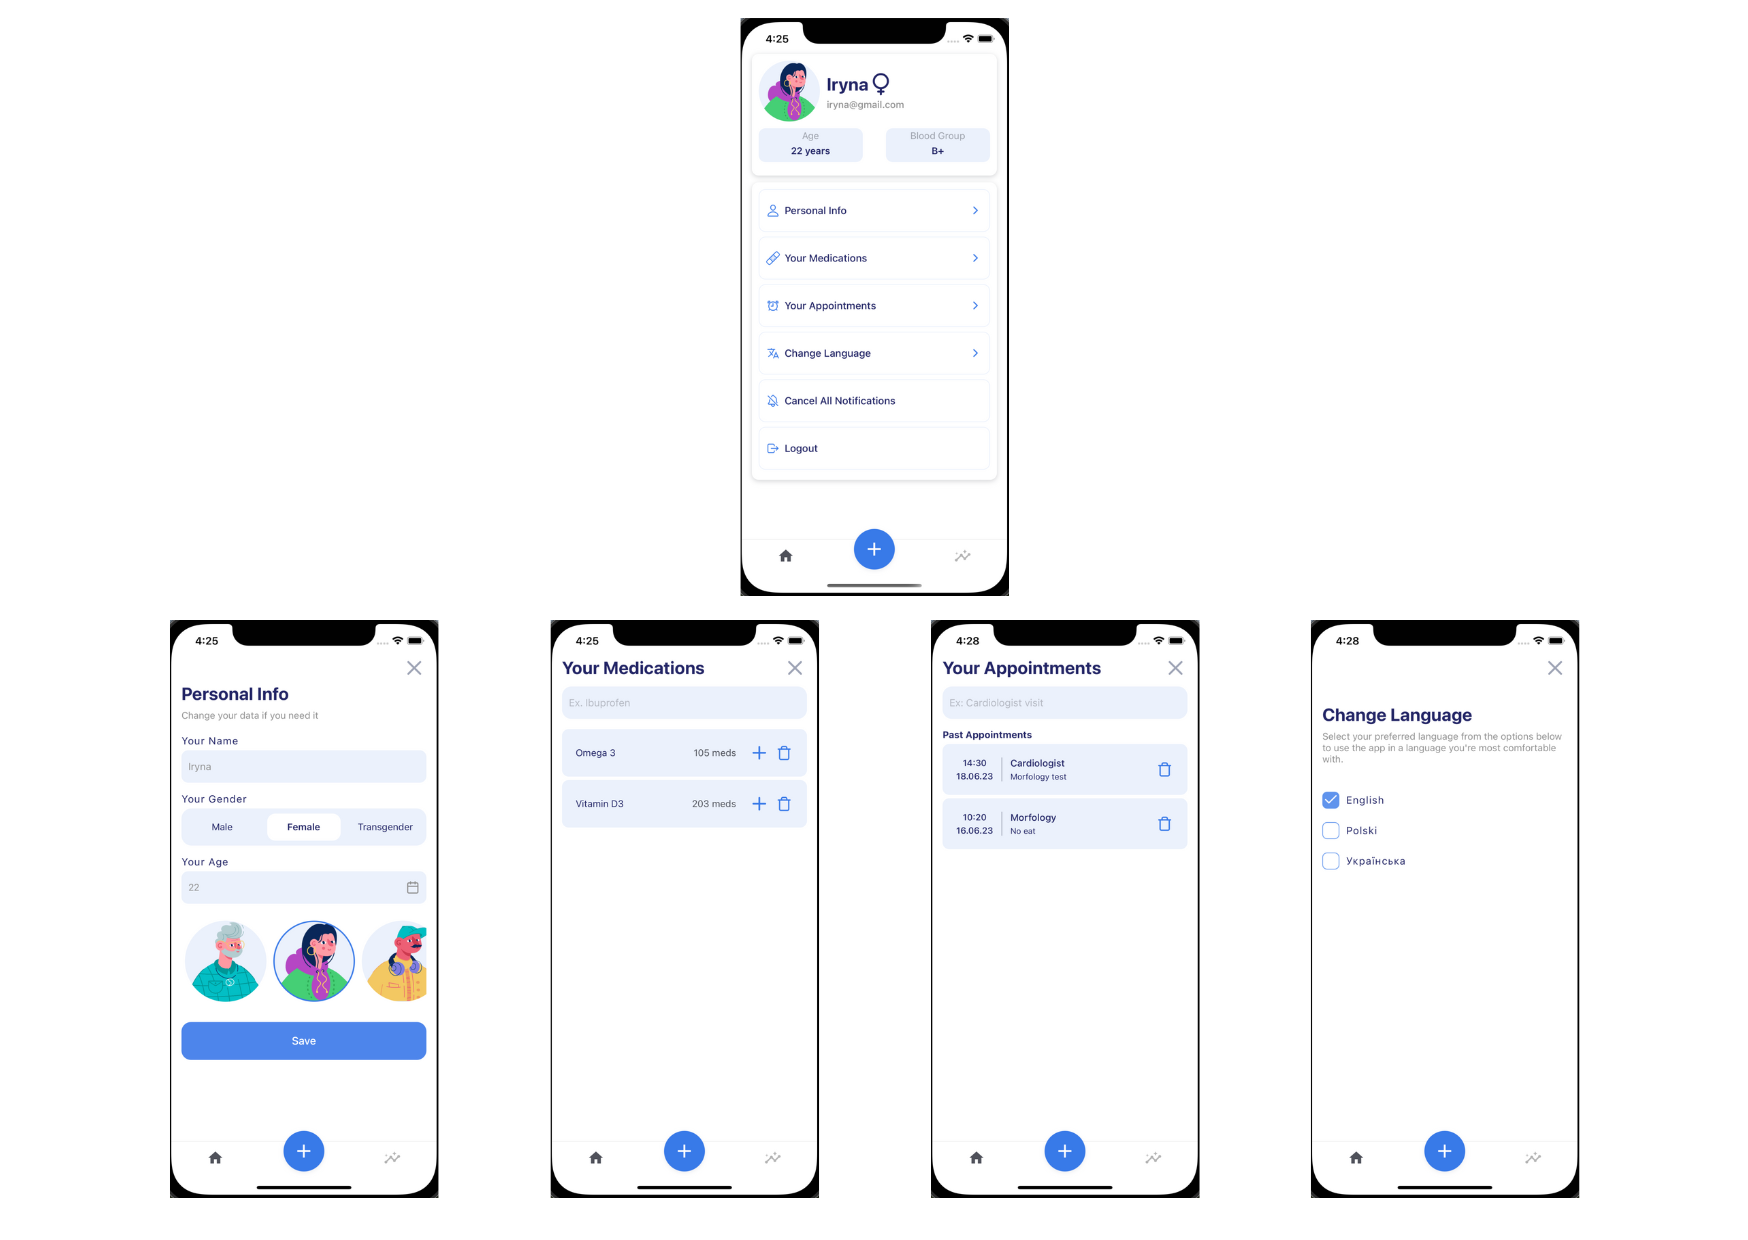 4:25
Iryna
iryna@gmail.com
Age
22 years
Blood Group
B+
Personal Info
Your Medications
Your Appointments
Change Language
Cancel All Notifications
Logout
4:25
Personal Info
Change your data if you need it
Your Name
Iryna
Your Gender
Male
Female
Transgender
Your Age
22
Save
4:25
Your Medications
Ex. Ibuprofen
Omega 3
105 meds
Vitamin D3
203 meds
4:28
Your Appointments
Ex: Cardiologist visit
Past Appointments
14:30
18.06.23
Cardiologist
Morfology test
10:20
16.06.23
Morfology
No eat
4:28
Change Language
Select your preferred language from the options below
to use the app in a language you're most comfortable
with.
English
Polski
Українська